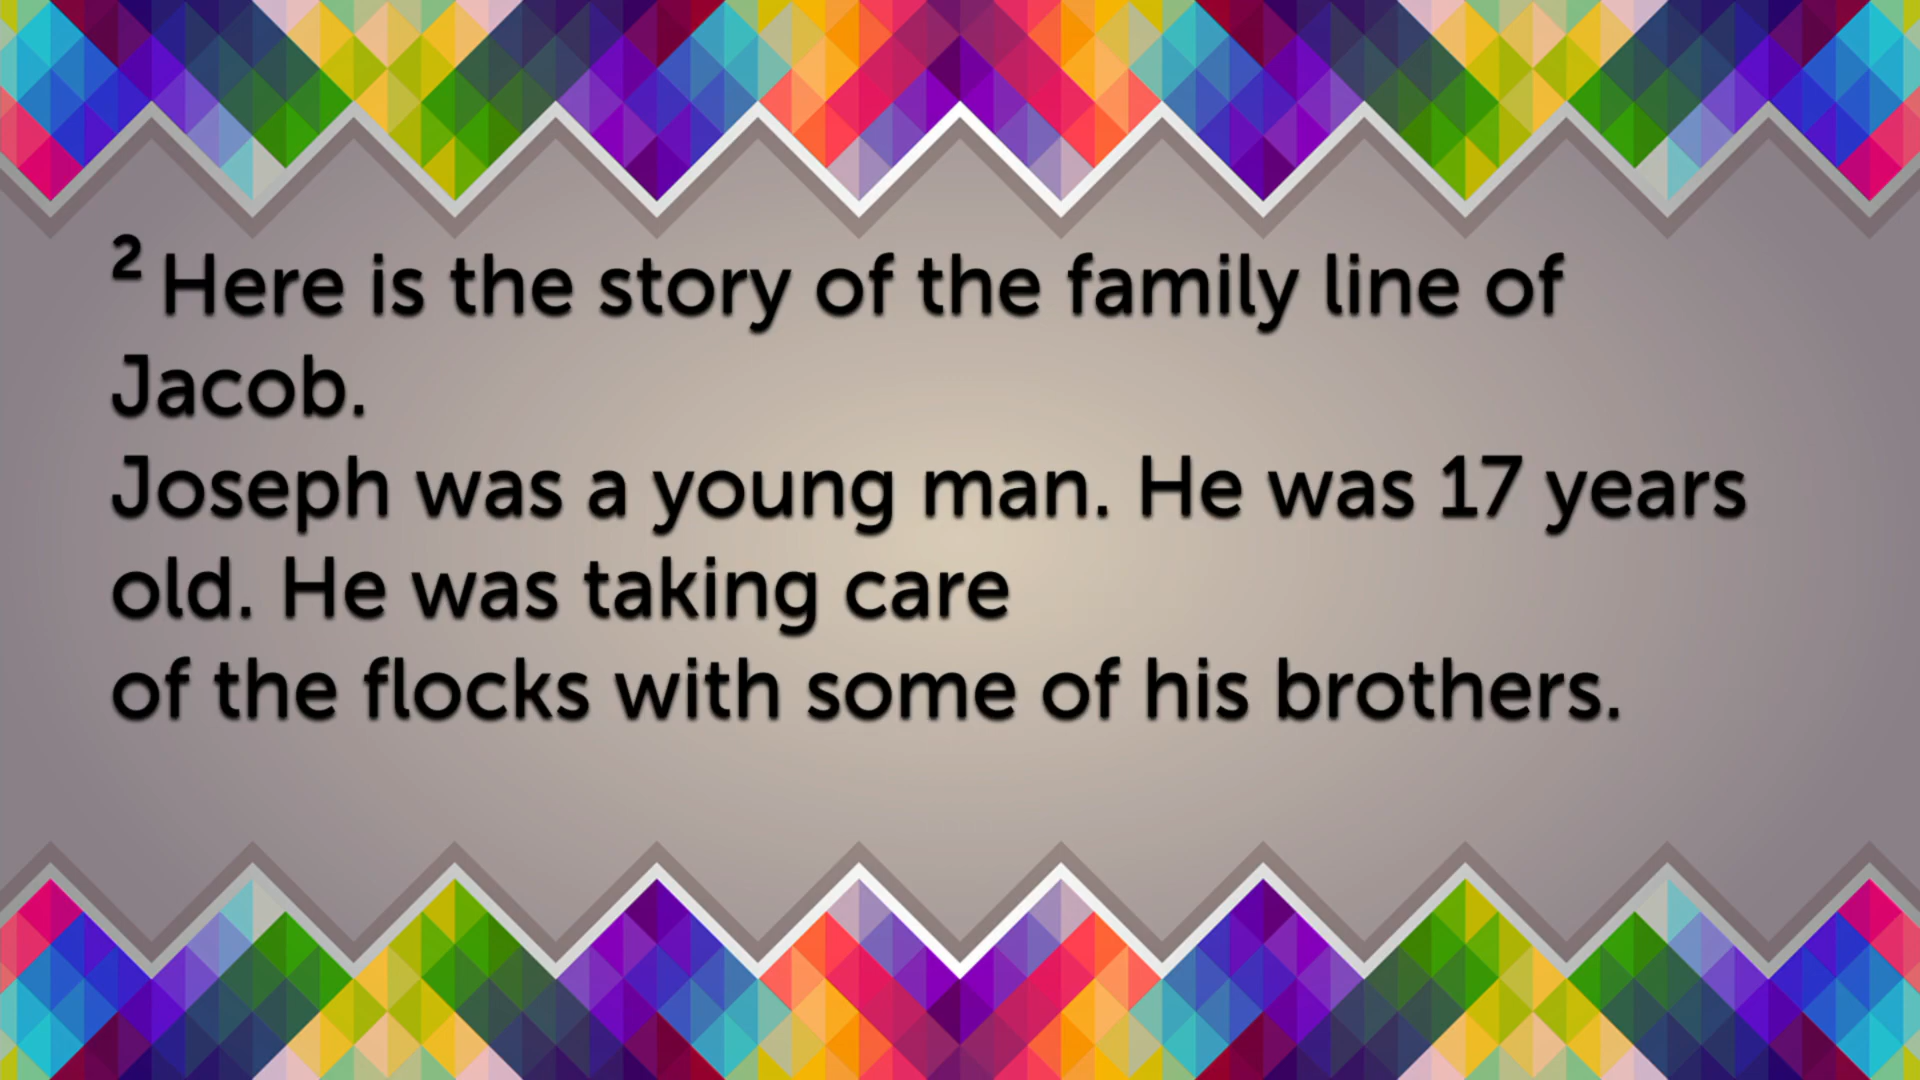 2 Here is the story of the family line of
Jacob.
Joseph was a young man. He was 17 years
old. He was taking care
of the flocks with some of his brothers.